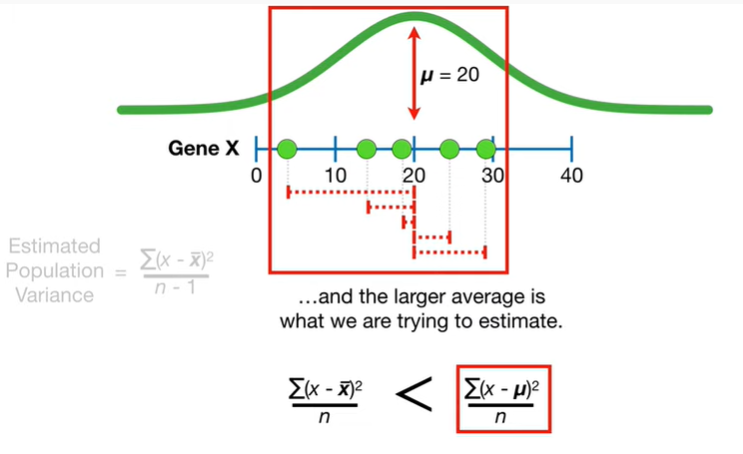 μ = 20
Gene X
0 10 20 30 40
Estimated
Population
Variance
= Σ(x - x̄)²
n - 1
...and the larger average is
what we are trying to estimate.
Σ(x - x̄)² < Σ(x - μ)²
n n